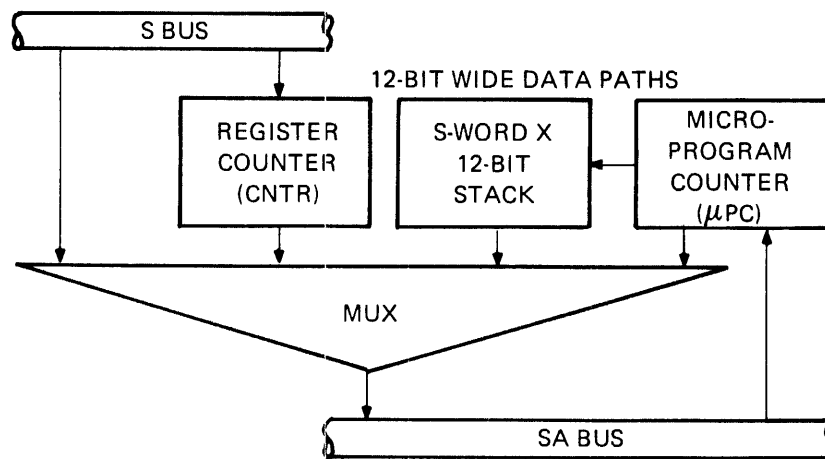 S BUS
12-BIT WIDE DATA PATHS
REGISTER
COUNTER
(CNTR)
S-WORD X
12-BIT
STACK
MICRO-
PROGRAM
COUNTER
(μPC)
MUX
SA BUS